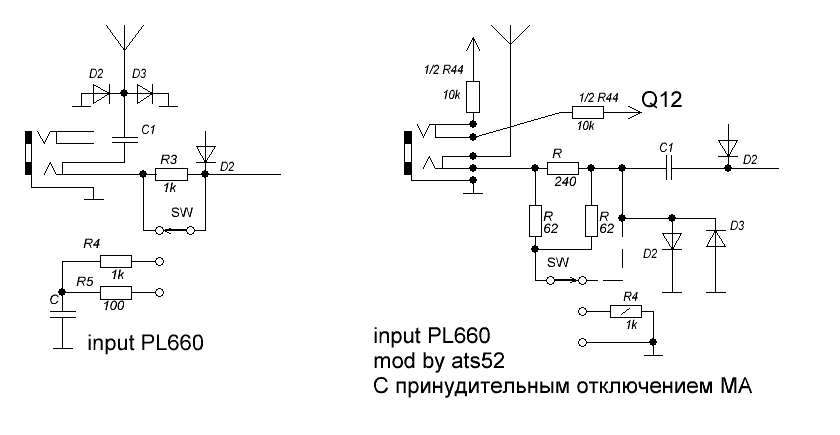 D2
D3
C1
R3
1k
D2
SW
R4
1k
R5
100
C
input PL660
1/2 R44
10k
1/2 R44
10k
Q12
R
240
C1
D2
R
62
R
62
SW
D2
D3
R4
1k
input PL660
mod by ats52
С принудительным отключением МА